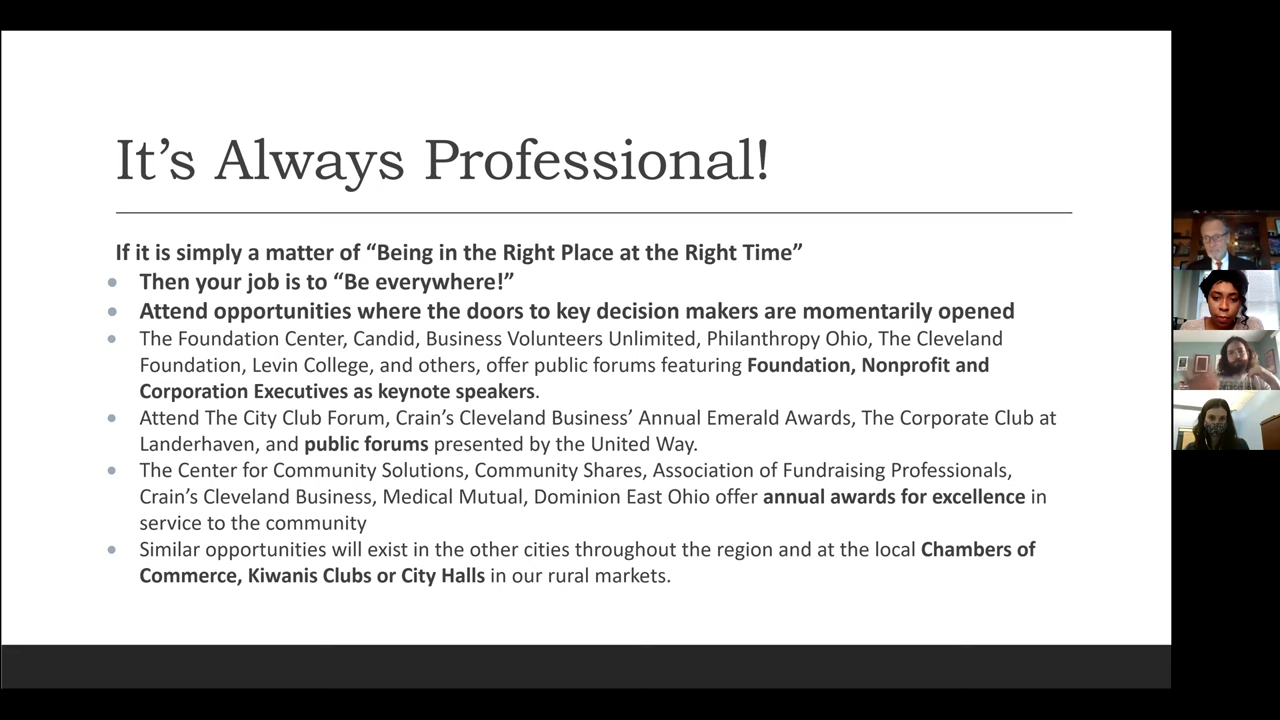 It’s Always Professional!
If it is simply a matter of “Being in the Right Place at the Right Time”
Then your job is to “Be everywhere!”
Attend opportunities where the doors to key decision makers are momentarily opened
The Foundation Center, Candid, Business Volunteers Unlimited, Philanthropy Ohio, The Cleveland
Foundation, Levin College, and others, offer public forums featuring Foundation, Nonprofit and
Corporation Executives as keynote speakers.
Attend The City Club Forum, Crain’s Cleveland Business’ Annual Emerald Awards, The Corporate Club at
Landerhaven, and public forums presented by the United Way.
The Center for Community Solutions, Community Shares, Association of Fundraising Professionals,
Crain’s Cleveland Business, Medical Mutual, Dominion East Ohio offer annual awards for excellence in
service to the community
Similar opportunities will exist in the other cities throughout the region and at the local Chambers of
Commerce, Kiwanis Clubs or City Halls in our rural markets.